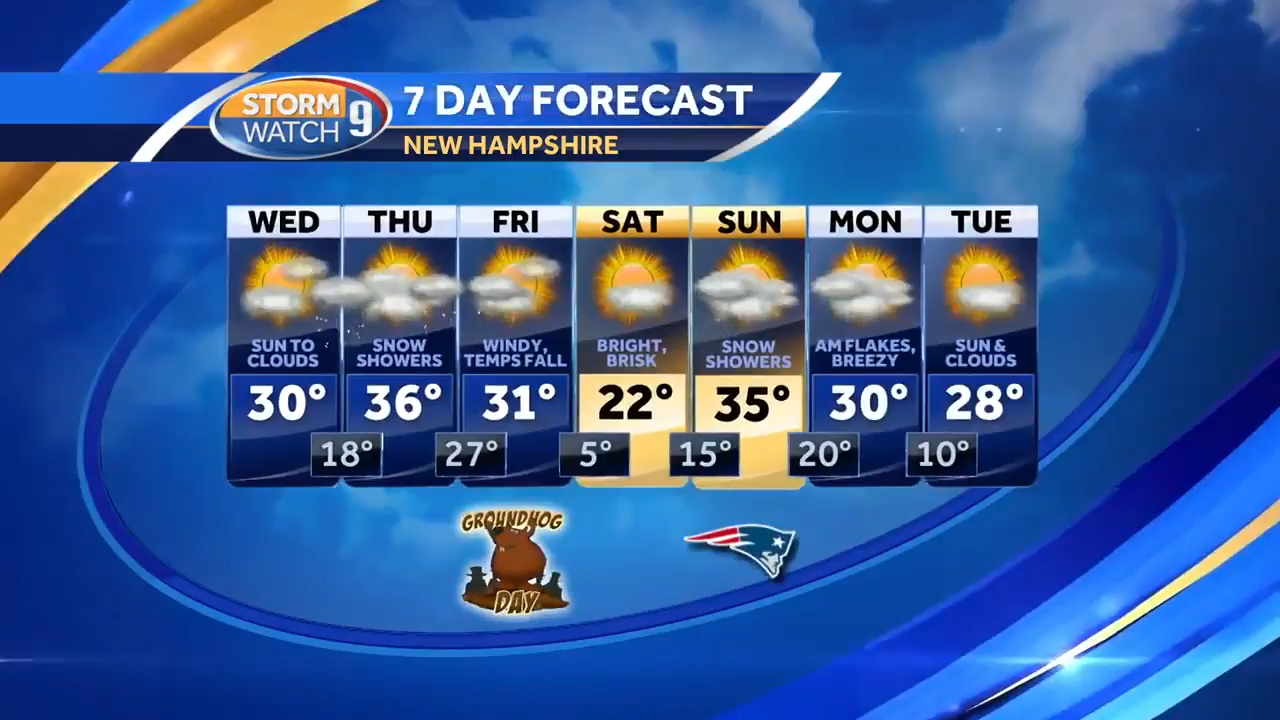 STORM
WATCH 9
7 DAY FORECAST
NEW HAMPSHIRE
WED THU FRI SAT SUN MON TUE
SUN TO
CLOUDS
SNOW
SHOWERS
WINDY,
TEMPS FALL
BRIGHT,
BRISK
SNOW
SHOWERS
AM FLAKES,
BREEZY
SUN &
CLOUDS
30° 36° 31° 22° 35° 30° 28°
18° 27° 5° 15° 20° 10°
GROUNDHOG
DAY